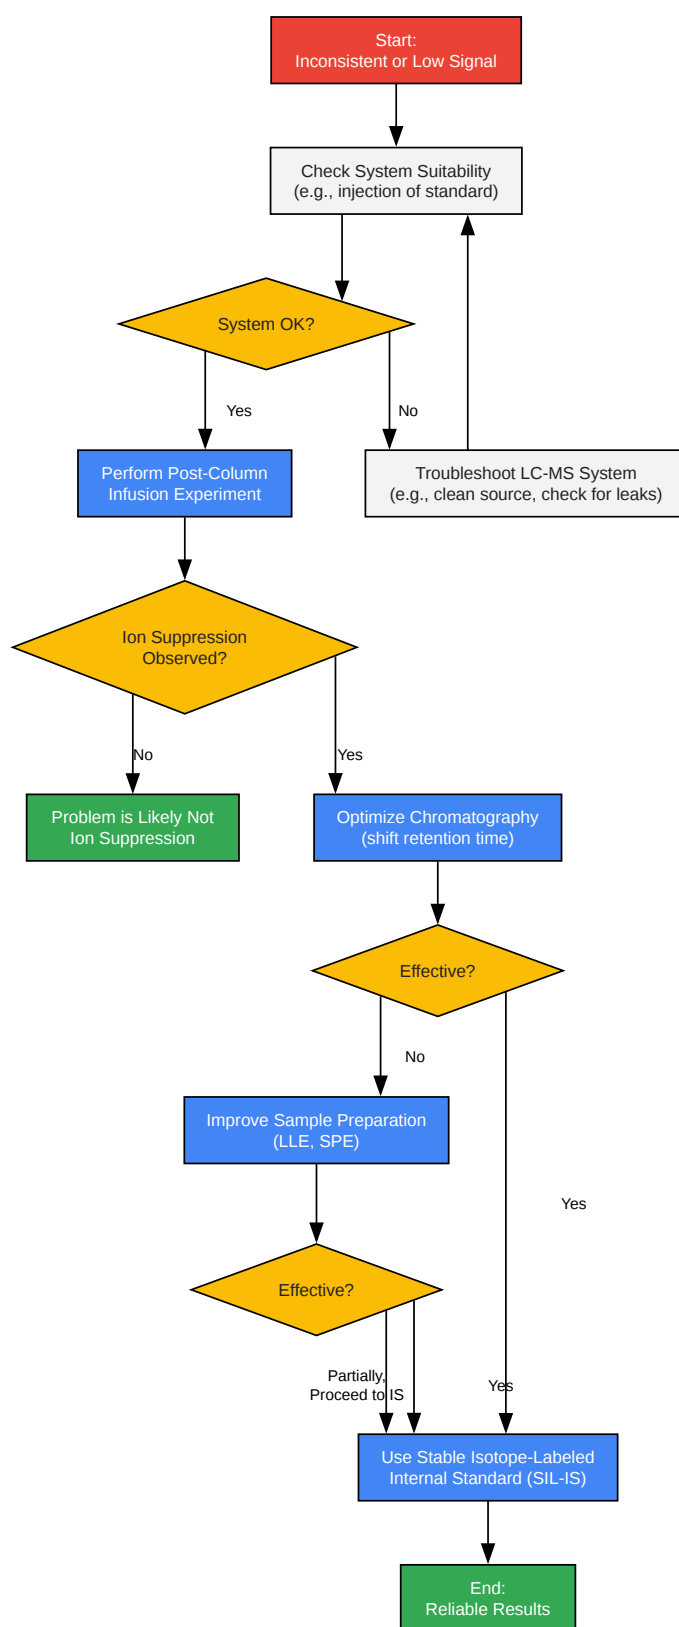 Start:
Inconsistent or Low Signal
Check System Suitability
(e.g., injection of standard)
System OK?
Yes
No
Perform Post-Column
Infusion Experiment
Troubleshoot LC-MS System
(e.g., clean source, check for leaks)
Ion Suppression
Observed?
No
Yes
Problem is Likely Not
Ion Suppression
Optimize Chromatography
(shift retention time)
Effective?
No
Improve Sample Preparation
(LLE, SPE)
Yes
Effective?
Partially,
Proceed to IS
Yes
Use Stable Isotope-Labeled
Internal Standard (SIL-IS)
End:
Reliable Results